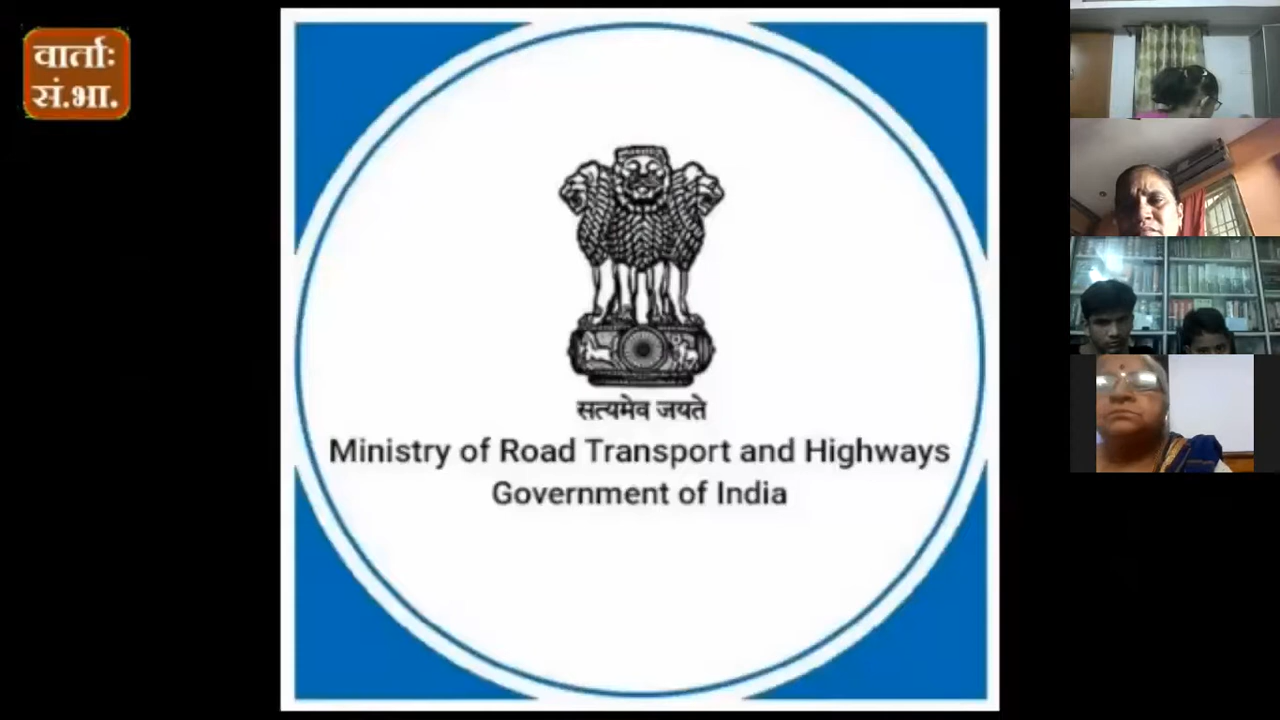 वार्ताः
सं.भा.
सत्यमेव जयते
Ministry of Road Transport and Highways
Government of India